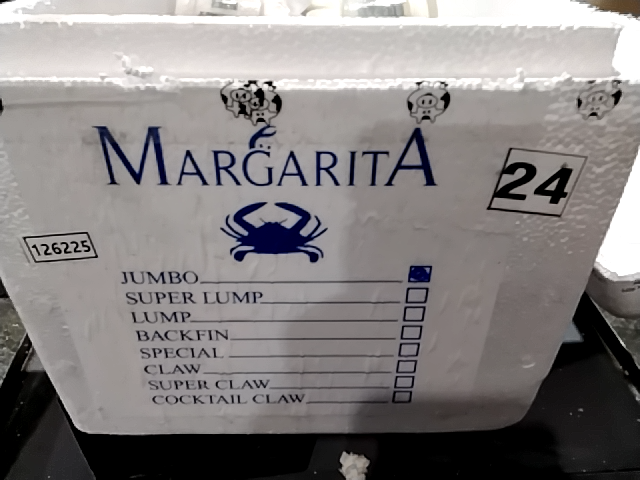 MARGARITA
24
126225
JUMBO
SUPER LUMP
LUMP
BACKFIN
SPECIAL
CLAW
SUPER CLAW
COCKTAIL CLAW